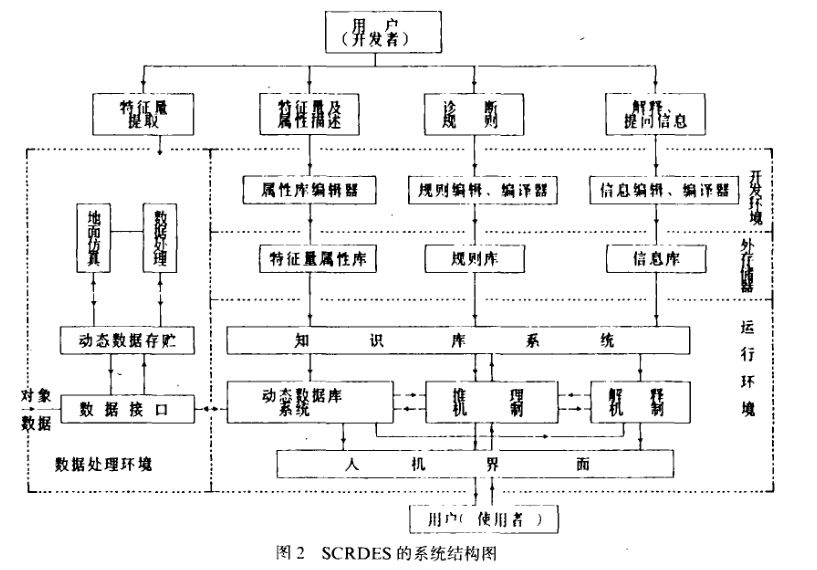 用户
（开发者）
特征量
提取
特征量及
属性描述
诊断
规则
解释、
提问信息
属性库编辑器
规则编辑、编译器
信息编辑、编译器
开发环境
地面仿真
数据处理
特征量属性库
规则库
信息库
外存储器
动态数据存贮
知识库系统
运行环境
对象
数据
数据接口
动态数据库
系统
推理
机制
解释
机制
数据处理环境
人机界面
用户（使用者）
图2 SCRDES的系统结构图